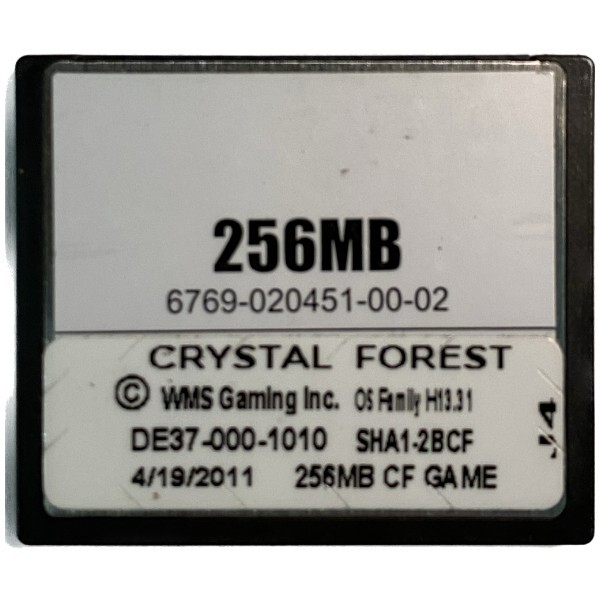 256MB
6769-020451-00-02
CRYSTAL FOREST
© WMS Gaming Inc. OS Family H13.31
DE37-000-1010 SHA1-2BCF
4/19/2011 256MB CF GAME
J4